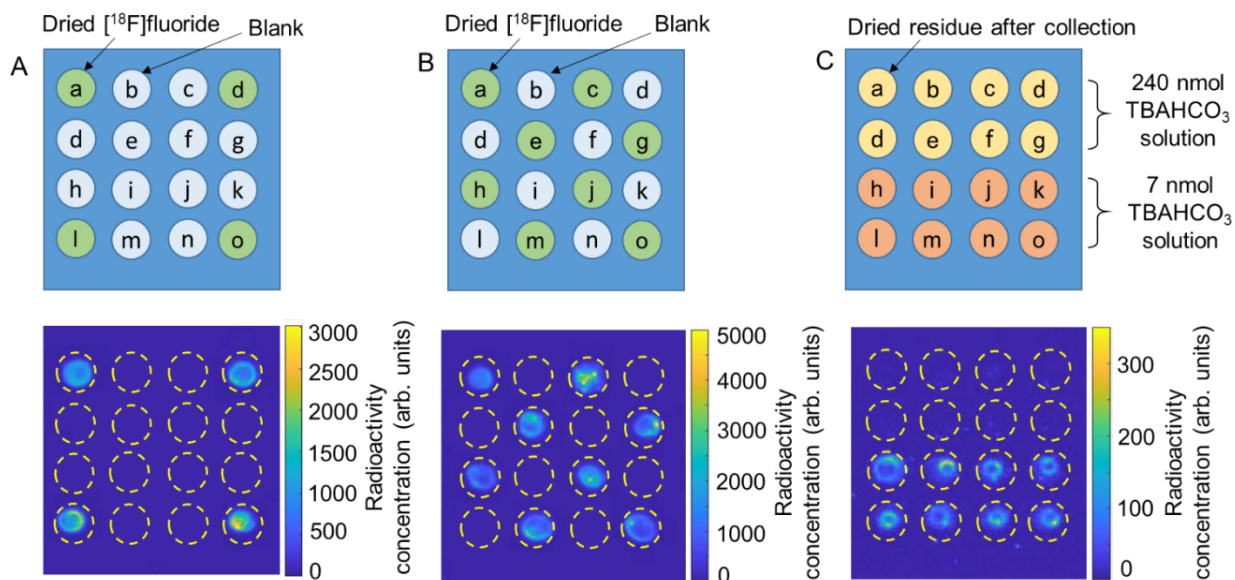 A
Dried [¹⁸F]fluoride
Blank
a b c d
d e f g
h i j k
l m n o
B
Dried [¹⁸F]fluoride
Blank
a b c d
d e f g
h i j k
l m n o
C
Dried residue after collection
a b c d
d e f g
h i j k
l m n o
240 nmol
TBAHCO₃
solution
7 nmol
TBAHCO₃
solution
3000
2500
2000
1500
1000
500
0
Radioactivity
concentration (arb. units)
5000
4000
3000
2000
1000
0
Radioactivity
concentration (arb. units)
300
200
100
0
Radioactivity
concentration (arb. units)